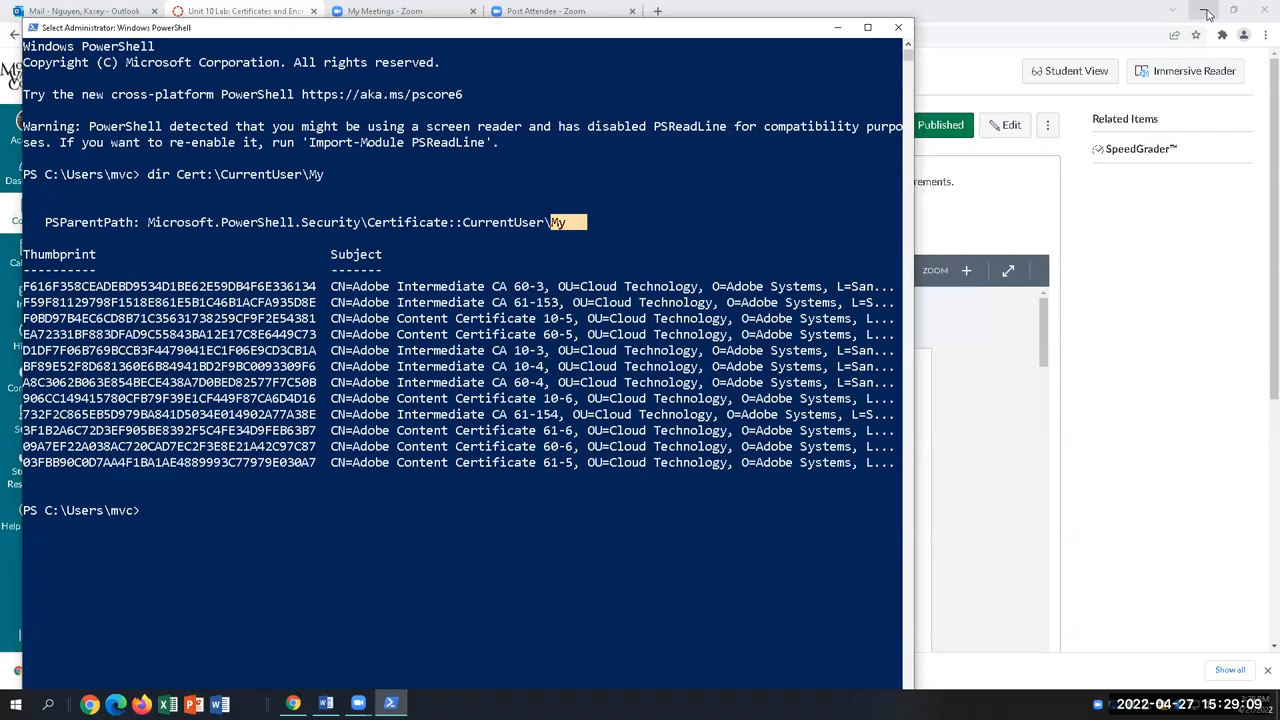 Mail - Nguyen, Kasey - Outlook
Unit 10 Lab: Certificates and Enc
My Meetings - Zoom
Post Attendee - Zoom
Select Administrator: Windows PowerShell
Windows PowerShell
Copyright (C) Microsoft Corporation. All rights reserved.
Try the new cross-platform PowerShell https://aka.ms/pscore6
Warning: PowerShell detected that you might be using a screen reader and has disabled PSReadLine for compatibility purpo
ses. If you want to re-enable it, run 'Import-Module PSReadLine'.
PS C:\Users\mvc> dir Cert:\CurrentUser\My
PSParentPath: Microsoft.PowerShell.Security\Certificate::CurrentUser\My
Thumbprint Subject
---------- -------
F616F358CEADEBD9534D1BE62E59DB4F6E336134 CN=Adobe Intermediate CA 60-3, OU=Cloud Technology, O=Adobe Systems, L=San...
F59F81129798F1518E861E5B1C46B1ACFA935D8E CN=Adobe Intermediate CA 61-153, OU=Cloud Technology, O=Adobe Systems, L=S...
F0BD97B4EC6CD8B71C35631738259CF9F2E54381 CN=Adobe Content Certificate 10-5, OU=Cloud Technology, O=Adobe Systems, L...
EA72331BF883DFAD9C55843BA12E17C8E6449C73 CN=Adobe Content Certificate 60-5, OU=Cloud Technology, O=Adobe Systems, L...
D1DF7F06B769BCCB3F4479041EC1F06E9CD3CB1A CN=Adobe Intermediate CA 10-3, OU=Cloud Technology, O=Adobe Systems, L=San...
BF89E52F8D681360E6B84941BD2F9BC0093309F6 CN=Adobe Intermediate CA 10-4, OU=Cloud Technology, O=Adobe Systems, L=San...
A8C3062B063E854BECE438A7D0BED82577F7C50B CN=Adobe Intermediate CA 60-4, OU=Cloud Technology, O=Adobe Systems, L=San...
906CC149415780CFB79F39E1CF449F87CA6D4D16 CN=Adobe Content Certificate 10-6, OU=Cloud Technology, O=Adobe Systems, L...
732F2C865EB5D979BA841D5034E014902A77A38E CN=Adobe Intermediate CA 61-154, OU=Cloud Technology, O=Adobe Systems, L=S...
3F1B2A6C72D3EF905BE8392F5C4FE34D9FEB63B7 CN=Adobe Content Certificate 61-6, OU=Cloud Technology, O=Adobe Systems, L...
09A7EF22A038AC720CAD7EC2F3E8E21A42C97C87 CN=Adobe Content Certificate 60-6, OU=Cloud Technology, O=Adobe Systems, L...
03FBB90C0D7AA4F1BA1AE4889993C77979E030A7 CN=Adobe Content Certificate 61-5, OU=Cloud Technology, O=Adobe Systems, L...
PS C:\Users\mvc>
Student View
Immersive Reader
Published
Edit
Related Items
SpeedGrader™
rements.
ZOOM
Show all
2022-04-27 15:29:09